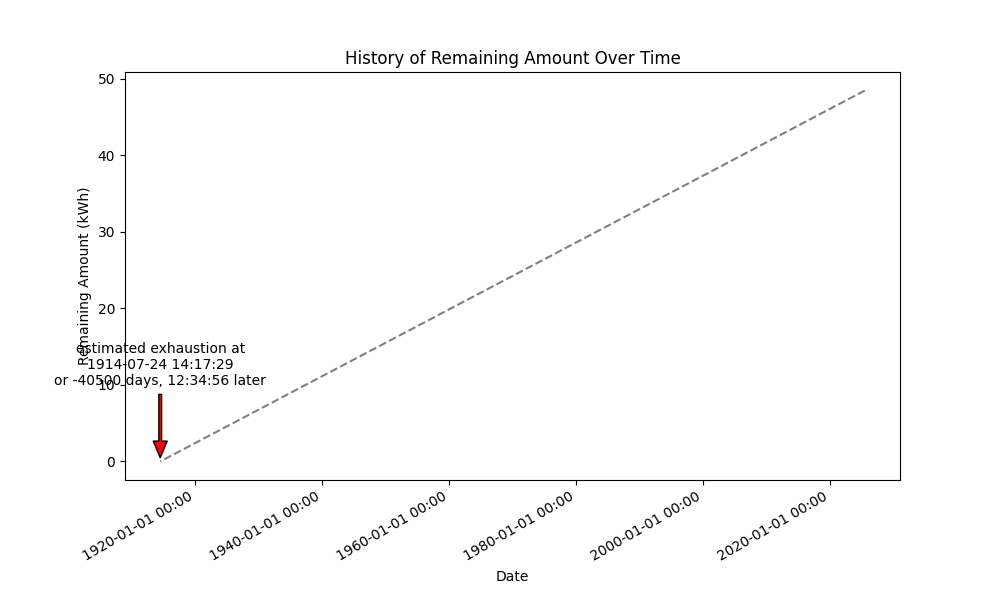 History of Remaining Amount Over Time
50
40
30
20
10
0
Remaining Amount (kWh)
estimated exhaustion at
1914-07-24 14:17:29
or -40500 days, 12:34:56 later
1920-01-01 00:00
1940-01-01 00:00
1960-01-01 00:00
1980-01-01 00:00
2000-01-01 00:00
2020-01-01 00:00
Date